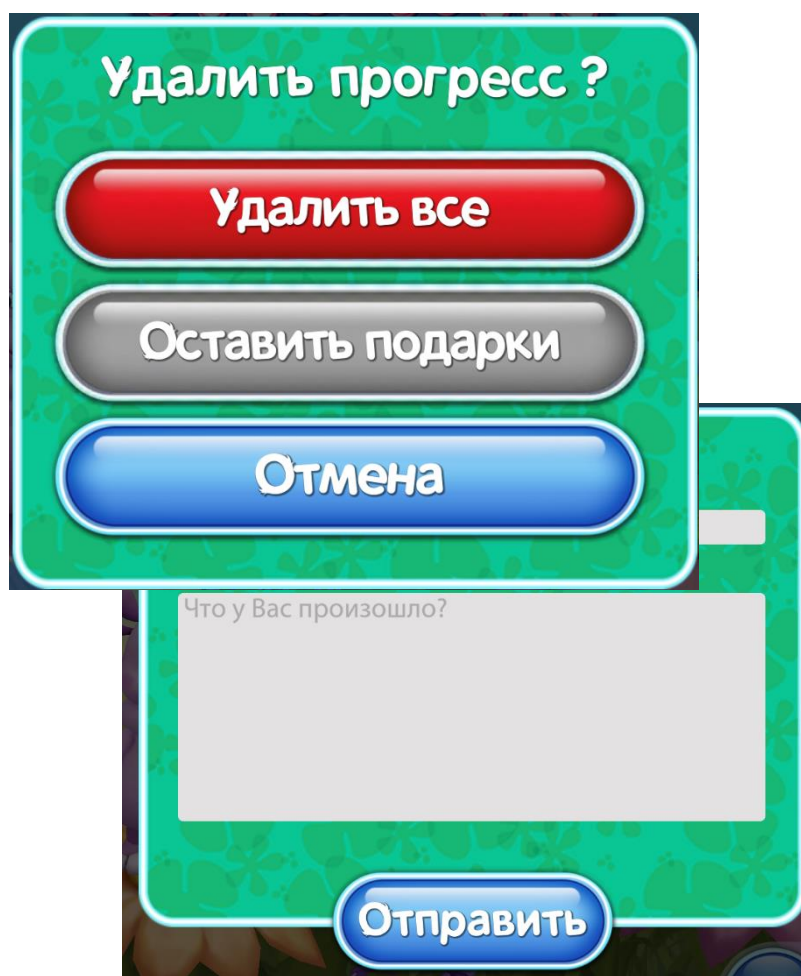 Удалить прогресс ?
Удалить все
Оставить подарки
Отмена
Что у Вас произошло?
Отправить